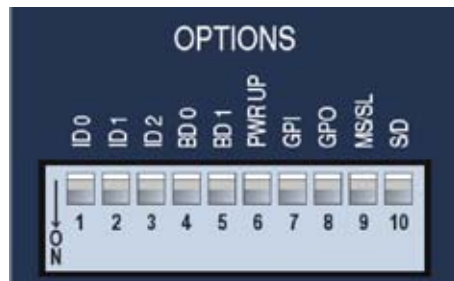 OPTIONS
ID 0 ID 1 ID 2 BD 0 BD 1 PWR UP GPI GPO MS/SL S/D
1 2 3 4 5 6 7 8 9 10
ON